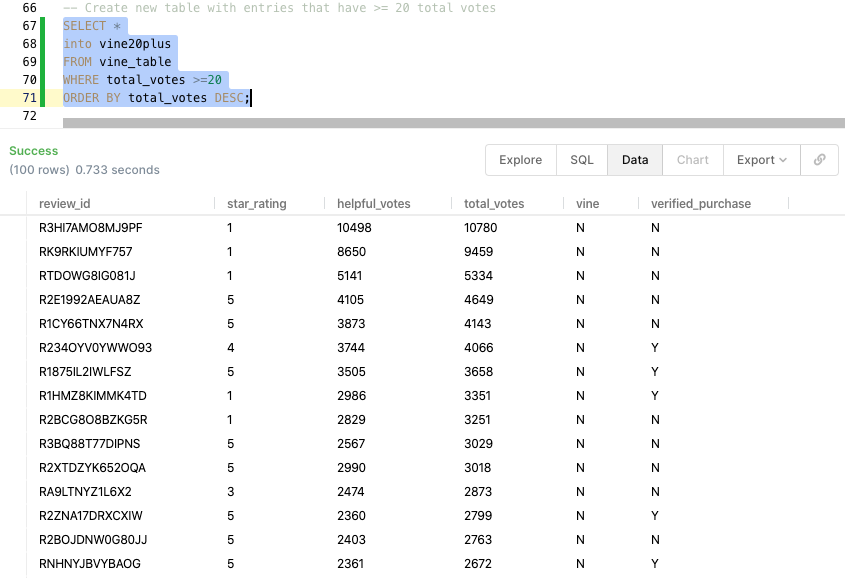 66 -- Create new table with entries that have >= 20 total votes
67 SELECT *
68 into vine20plus
69 FROM vine_table
70 WHERE total_votes >=20
71 ORDER BY total_votes DESC;
72
Success
(100 rows) 0.733 seconds
Explore SQL Data Chart Export
review_id star_rating helpful_votes total_votes vine verified_purchase
R3HI7AMO8MJ9PF 1 10498 10780 N N
RK9RKIUMYF757 1 8650 9459 N N
RTDOWG8IG081J 1 5141 5334 N N
R2E1992AEAUA8Z 5 4105 4649 N N
R1CY66TNX7N4RX 5 3873 4143 N N
R234OYV0YWWO93 4 3744 4066 N Y
R1875IL2IWLFSZ 5 3505 3658 N Y
R1HMZ8KIMMK4TD 1 2986 3351 N Y
R2BCG8O8BZKG5R 1 2829 3251 N N
R3BQ88T77DIPNS 5 2567 3029 N N
R2XTDZYK652OQA 5 2990 3018 N N
RA9LTNYZ1L6X2 3 2474 2873 N N
R2ZNA17DRXCXIW 5 2360 2799 N Y
R2BOJDNW0G80JJ 5 2403 2763 N N
RNHNYJBVYBAOG 5 2361 2672 N Y